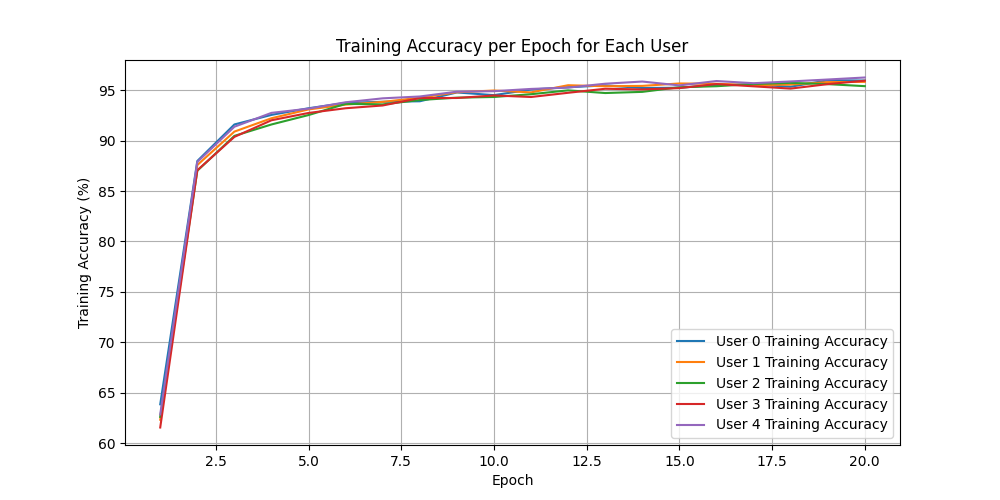 Training Accuracy per Epoch for Each User
Training Accuracy (%)
95
90
85
80
75
70
65
60
2.5 5.0 7.5 10.0 12.5 15.0 17.5 20.0
Epoch
User 0 Training Accuracy
User 1 Training Accuracy
User 2 Training Accuracy
User 3 Training Accuracy
User 4 Training Accuracy